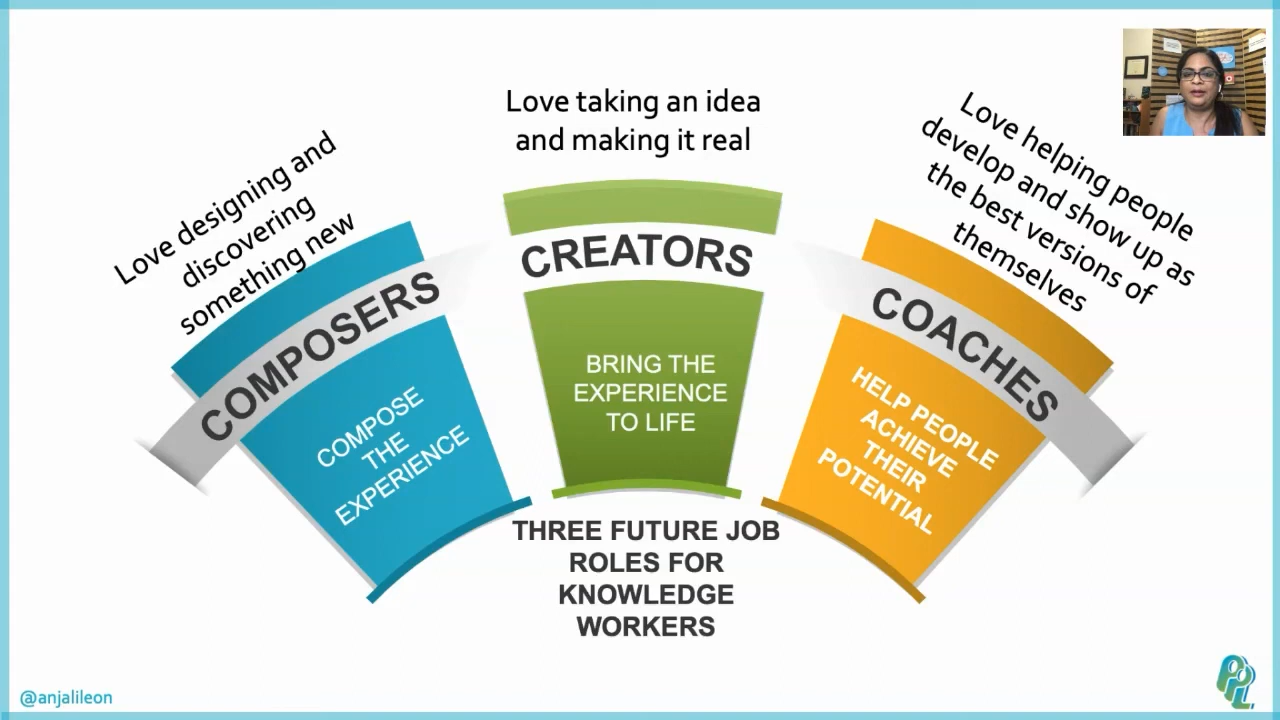 Love designing and
discovering
something new
COMPOSERS
COMPOSE
THE
EXPERIENCE
Love taking an idea
and making it real
CREATORS
BRING THE
EXPERIENCE
TO LIFE
Love helping people
develop and show up as
the best versions of
themselves
COACHES
HELP PEOPLE
ACHIEVE
THEIR
POTENTIAL
THREE FUTURE JOB
ROLES FOR
KNOWLEDGE
WORKERS
@anjalileon
PPL